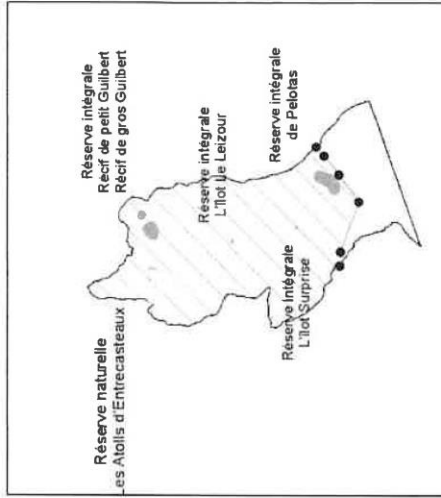 Réserve naturelle
es Atolls d'Entrecasteaux
Réserve intégrale
Récif de petit Guilbert
Récif de gros Guilbert
Réserve intégrale
L'îlot Le Leizour
Réserve intégrale
de Pelotas
Réserve Intégrale
L'îlot Surprise